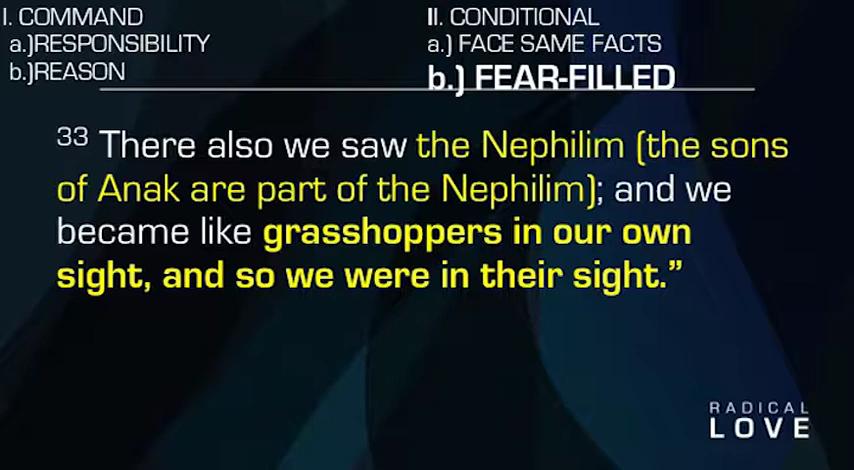 I. COMMAND
a.)RESPONSIBILITY
b.)REASON
II. CONDITIONAL
a.) FACE SAME FACTS
b.) FEAR-FILLED
33 There also we saw the Nephilim (the sons
of Anak are part of the Nephilim); and we
became like grasshoppers in our own
sight, and so we were in their sight.”
RADICAL
LOVE